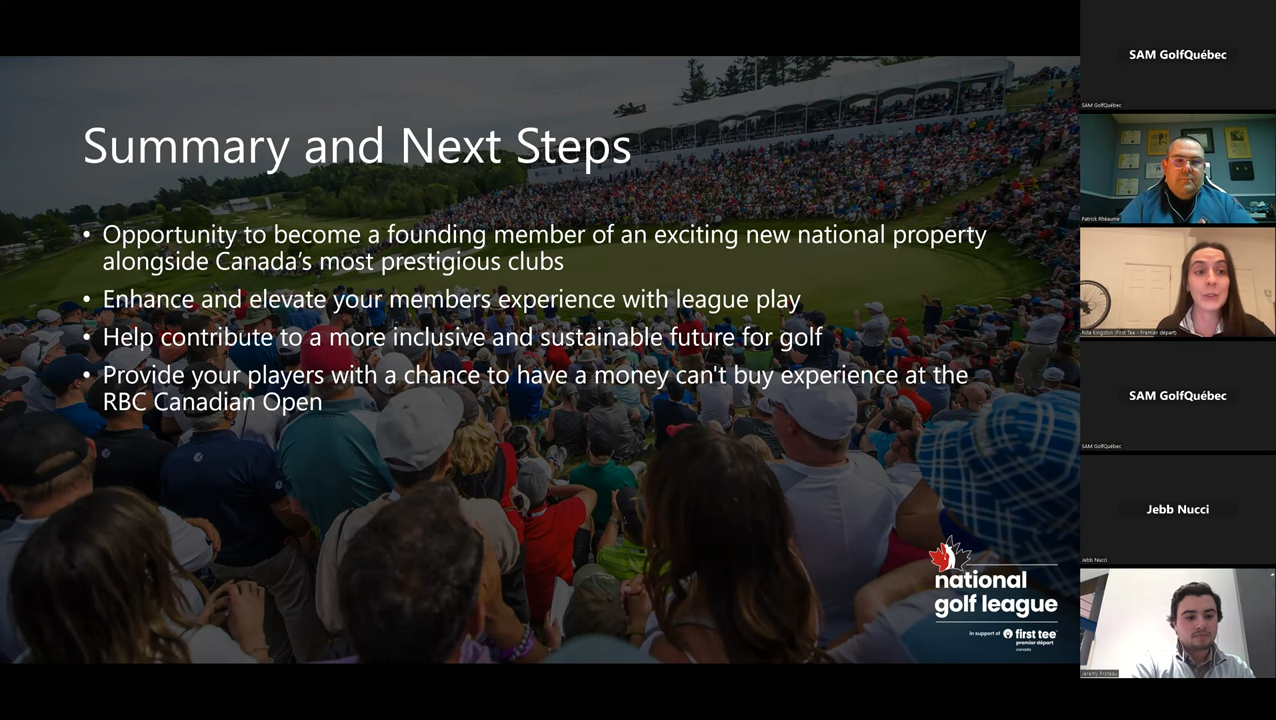 Summary and Next Steps
• Opportunity to become a founding member of an exciting new national property
alongside Canada’s most prestigious clubs
• Enhance and elevate your members experience with league play
• Help contribute to a more inclusive and sustainable future for golf
• Provide your players with a chance to have a money can't buy experience at the
RBC Canadian Open
national
golf league
in support of first tee
premier départ
canada
SAM GolfQuébec
SAM GolfQuébec
Patrick Rhéaume
Rilla Kingston (First Tee - Premier départ)
SAM GolfQuébec
SAM GolfQuébec
Jebb Nucci
Jebb Nucci
Jeremy Proteau